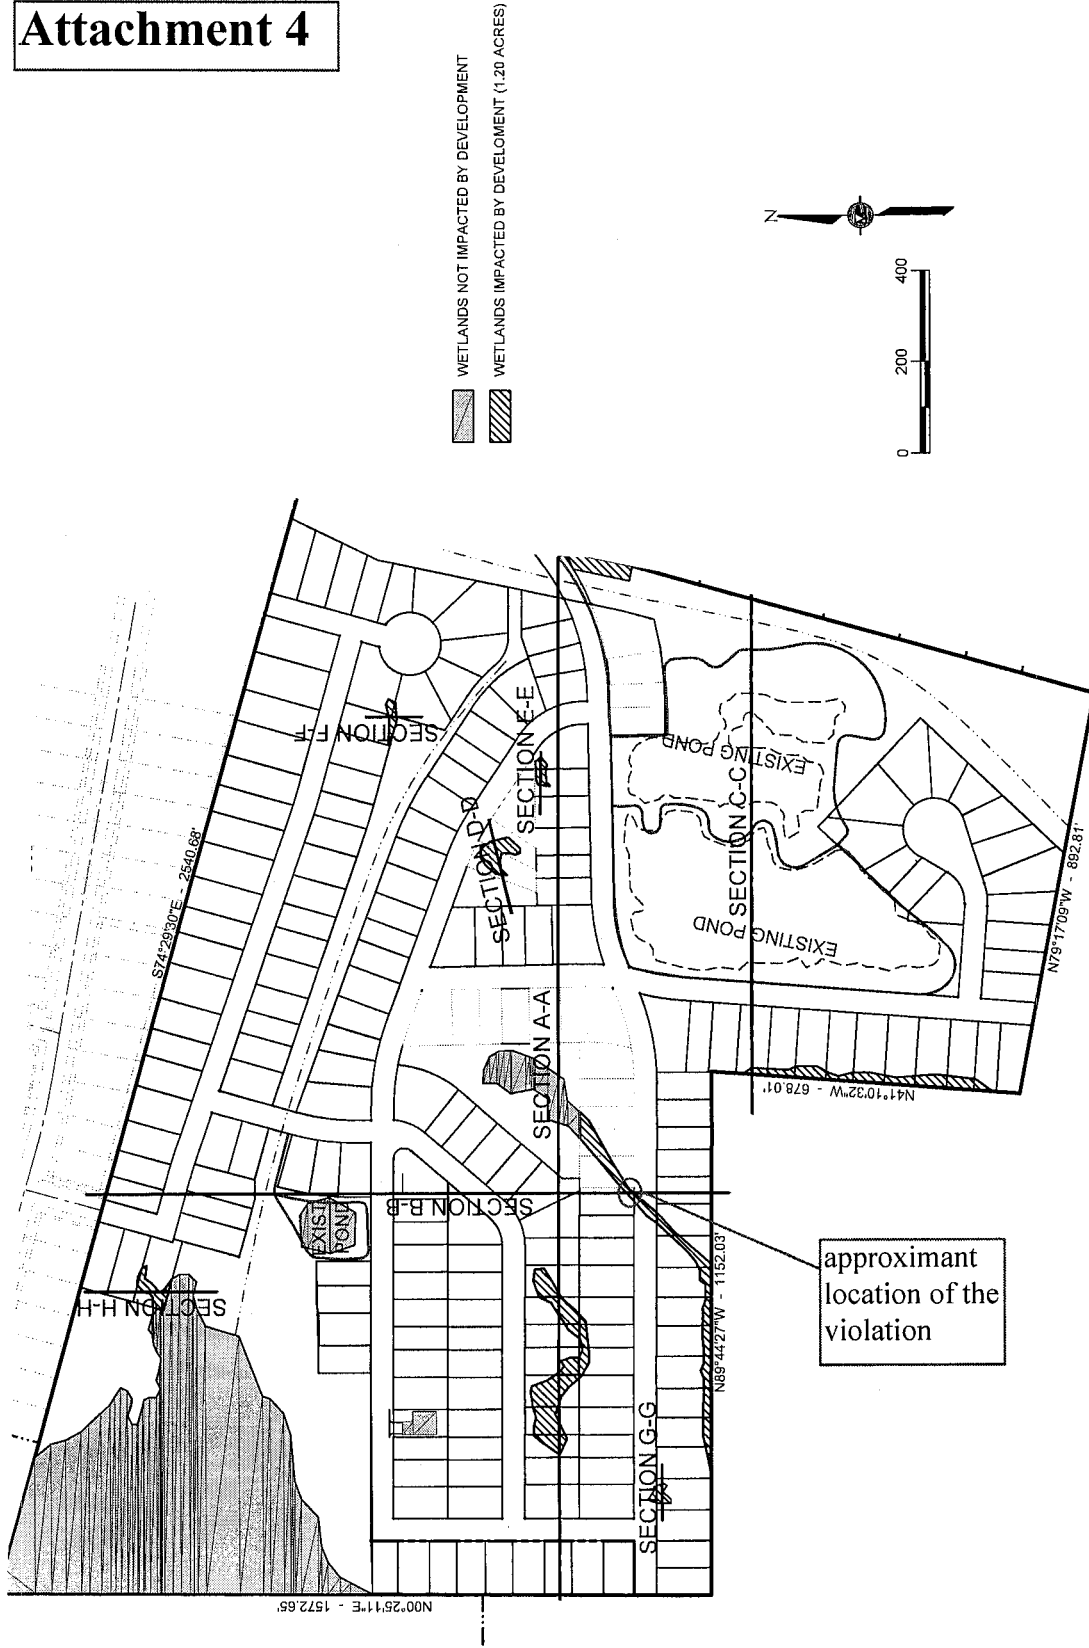 Attachment 4
WETLANDS NOT IMPACTED BY DEVELOPMENT
WETLANDS IMPACTED BY DEVELOMENT (1.20 ACRES)
N
0
200
400
S74°29'30"E - 2540.68'
SECTION F-F
SECTION E-E
SECTION D-D
EXISTING POND
SECTION C-C
EXISTING POND
SECTION A-A
N79°17'09"W - 892.81'
N41°10'32"W - 678.01'
SECTION B-B
EXIST
POND
SECTION H-H
N89°44'27"W - 1152.03'
approximant
location of the
violation
SECTION G-G
N00°25'11"E - 1572.65'